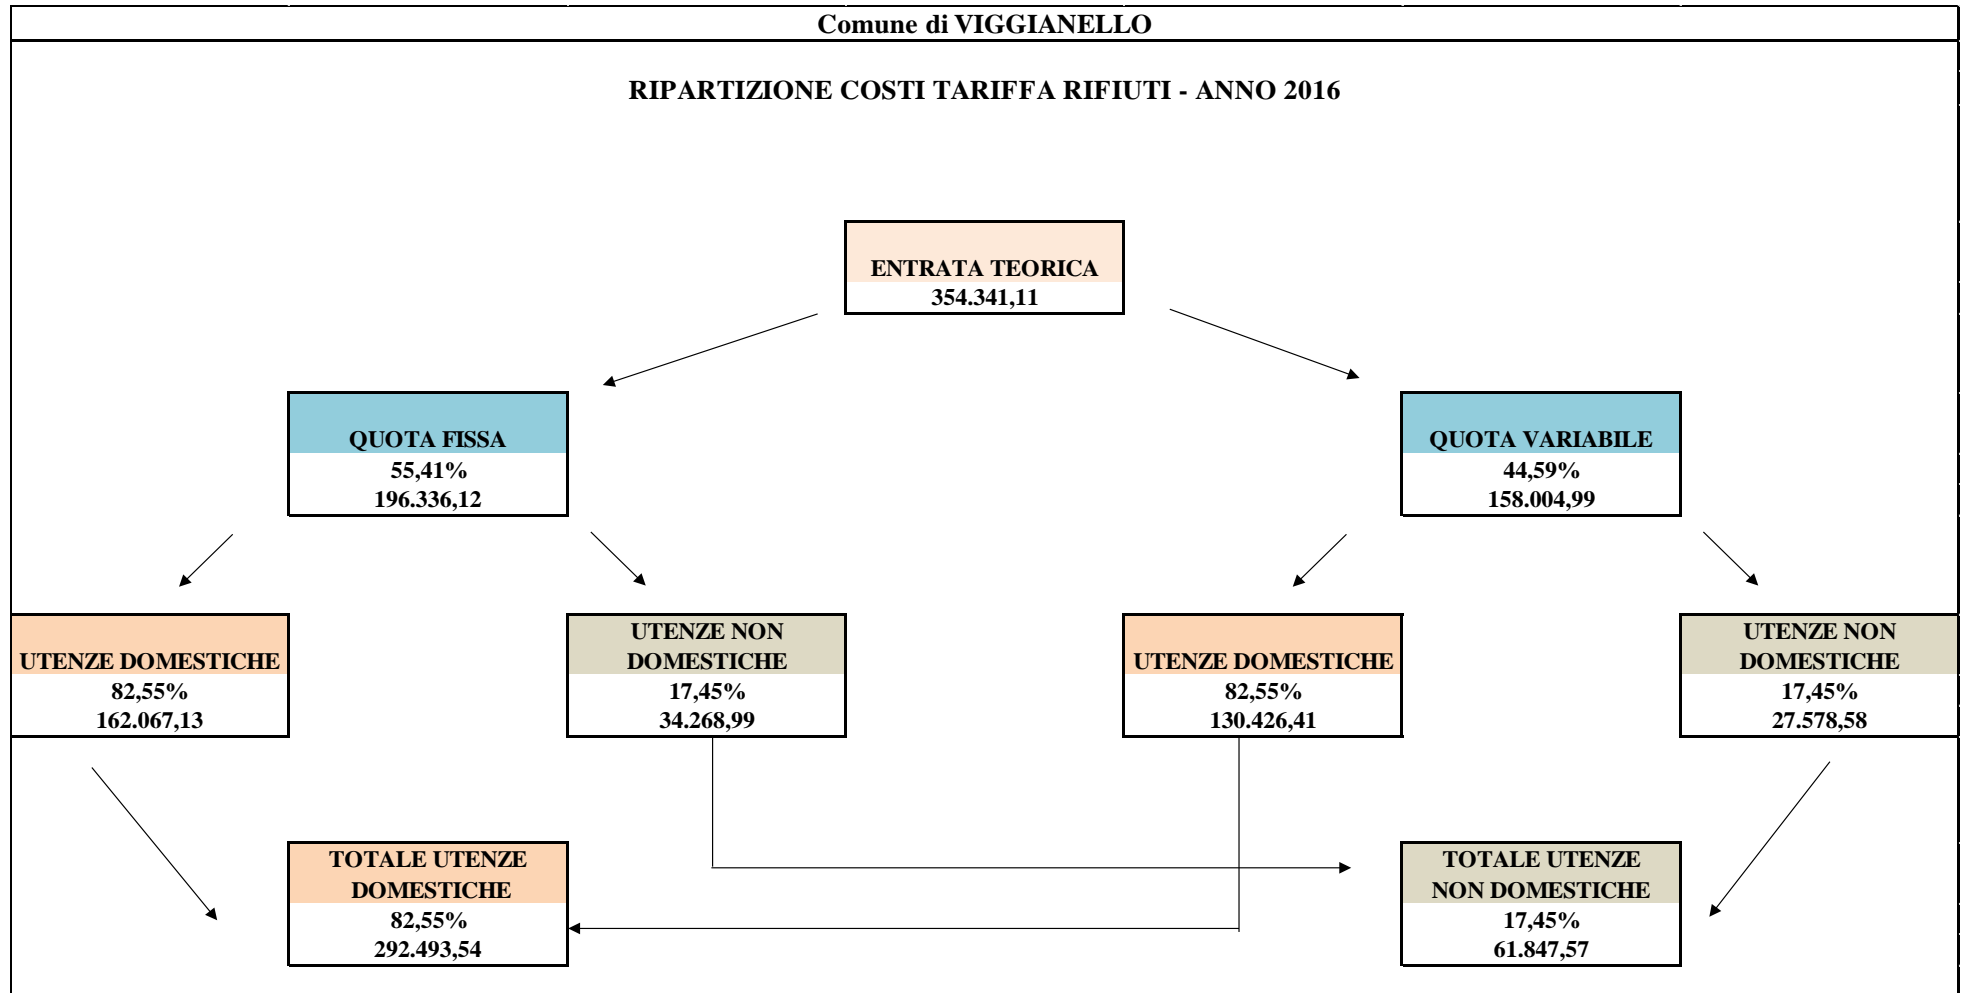 Comune di VIGGIANELLO
RIPARTIZIONE COSTI TARIFFA RIFIUTI - ANNO 2016
ENTRATA TEORICA
354.341,11
QUOTA FISSA
55,41%
196.336,12
QUOTA VARIABILE
44,59%
158.004,99
UTENZE DOMESTICHE
82,55%
162.067,13
UTENZE NON
DOMESTICHE
17,45%
34.268,99
UTENZE DOMESTICHE
82,55%
130.426,41
UTENZE NON
DOMESTICHE
17,45%
27.578,58
TOTALE UTENZE
DOMESTICHE
82,55%
292.493,54
TOTALE UTENZE
NON DOMESTICHE
17,45%
61.847,57